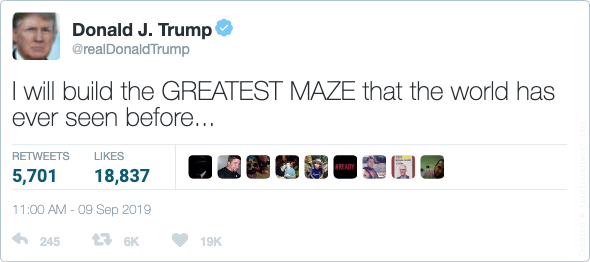 Donald J. Trump
@realDonaldTrump
I will build the GREATEST MAZE that the world has
ever seen before...
RETWEETS LIKES
5,701 18,837
#READY
11:00 AM - 09 Sep 2019
245 6K 19K